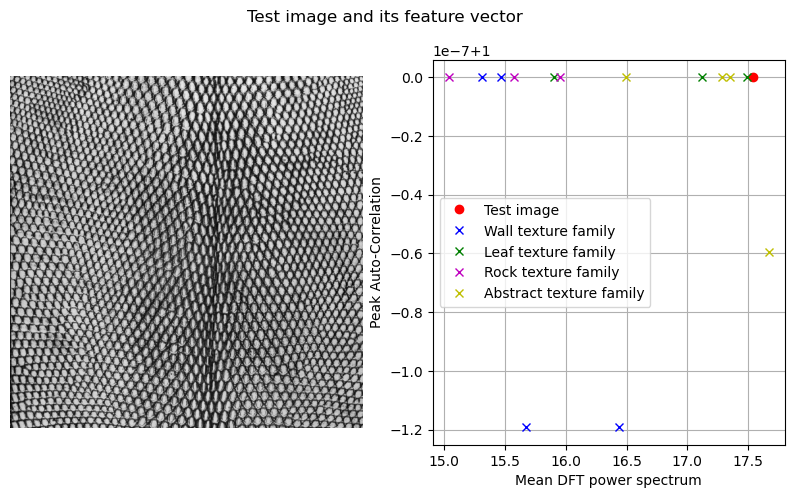 Test image and its feature vector
1e-7+1
0.0
−0.2
−0.4
−0.6
−0.8
−1.0
−1.2
Peak Auto-Correlation
Test image
Wall texture family
Leaf texture family
Rock texture family
Abstract texture family
15.0 15.5 16.0 16.5 17.0 17.5
Mean DFT power spectrum